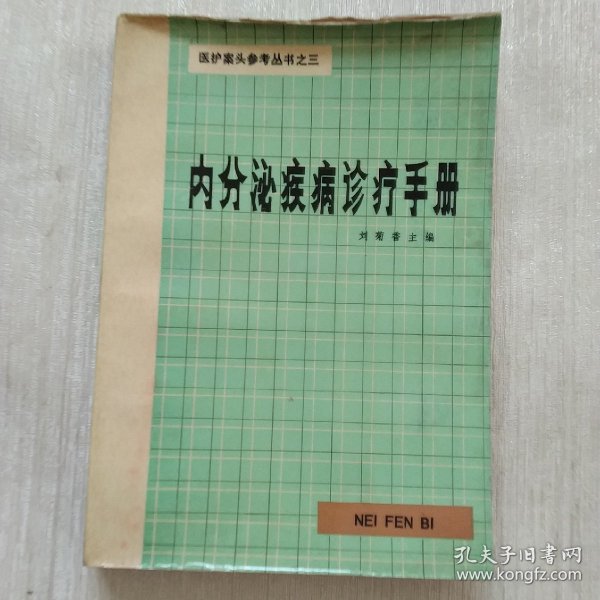 医护案头参考丛书之三
内分泌疾病诊疗手册
刘菊香主编
NEI FEN BI
孔夫子旧书网
www.kongfz.com